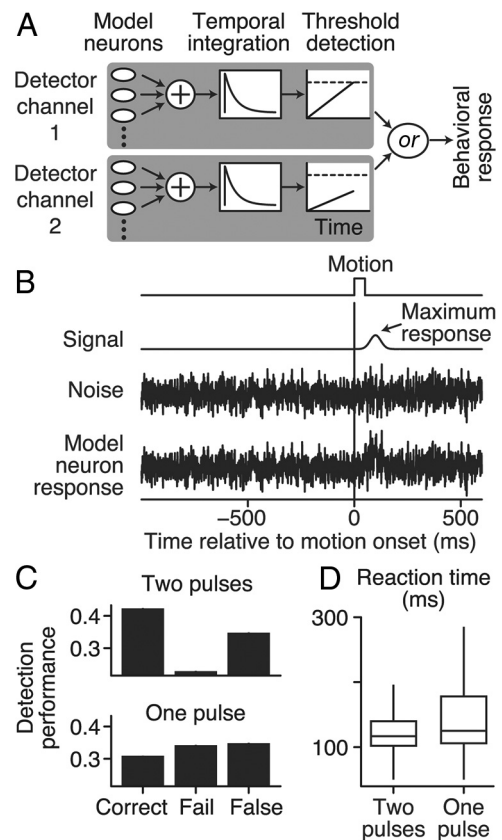 A
Model
neurons
Temporal
integration
Threshold
detection
Detector
channel
1
or
Behavioral
response
Detector
channel
2
Time
B
Motion
Signal
Maximum
response
Noise
Model
neuron
response
−500 0 500
Time relative to motion onset (ms)
C
Two pulses
0.4
0.3
Detection
performance
One pulse
0.4
0.3
Correct Fail False
D
Reaction time
(ms)
300
100
Two
pulses
One
pulse